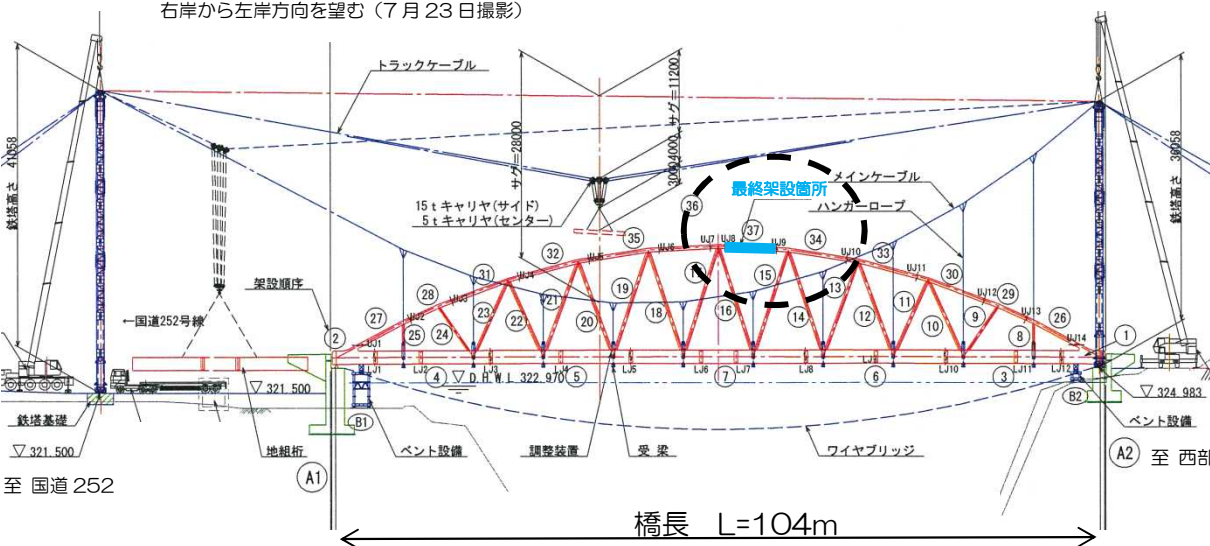 右岸から左岸方向を望む（7月23日撮影）
トラックケーブル
鉄塔高さ 41058
サグ=28000
サグ=11200
4000
3000
鉄塔高さ 36058
15tキャリヤ(サイド)
5tキャリヤ(センター)
最終架設箇所
メインケーブル
ハンガーロープ
架設順序
←国道252号線
36
35
37
34
32
33
31
30
28
29
27
26
25
24
23
22
21
20
19
18
16
15
14
13
12
11
10
9
8
2
1
UJ1
UJ2
UJ3
UJ4
UJ5
UJ6
UJ7
UJ8
UJ9
UJ10
UJ11
UJ12
UJ13
UJ14
LJ1
LJ2
LJ3
LJ4
LJ5
LJ6
LJ7
LJ8
LJ10
LJ11
LJ12
4
5
7
6
3
▽ D.H.W.L 322.970
▽ 321.500
▽ 324.983
鉄塔基礎
▽ 321.500
地組桁
B1
ベント設備
調整装置
受梁
ワイヤブリッジ
B2
ベント設備
A1
A2
至 西部
至 国道252
橋長 L=104m